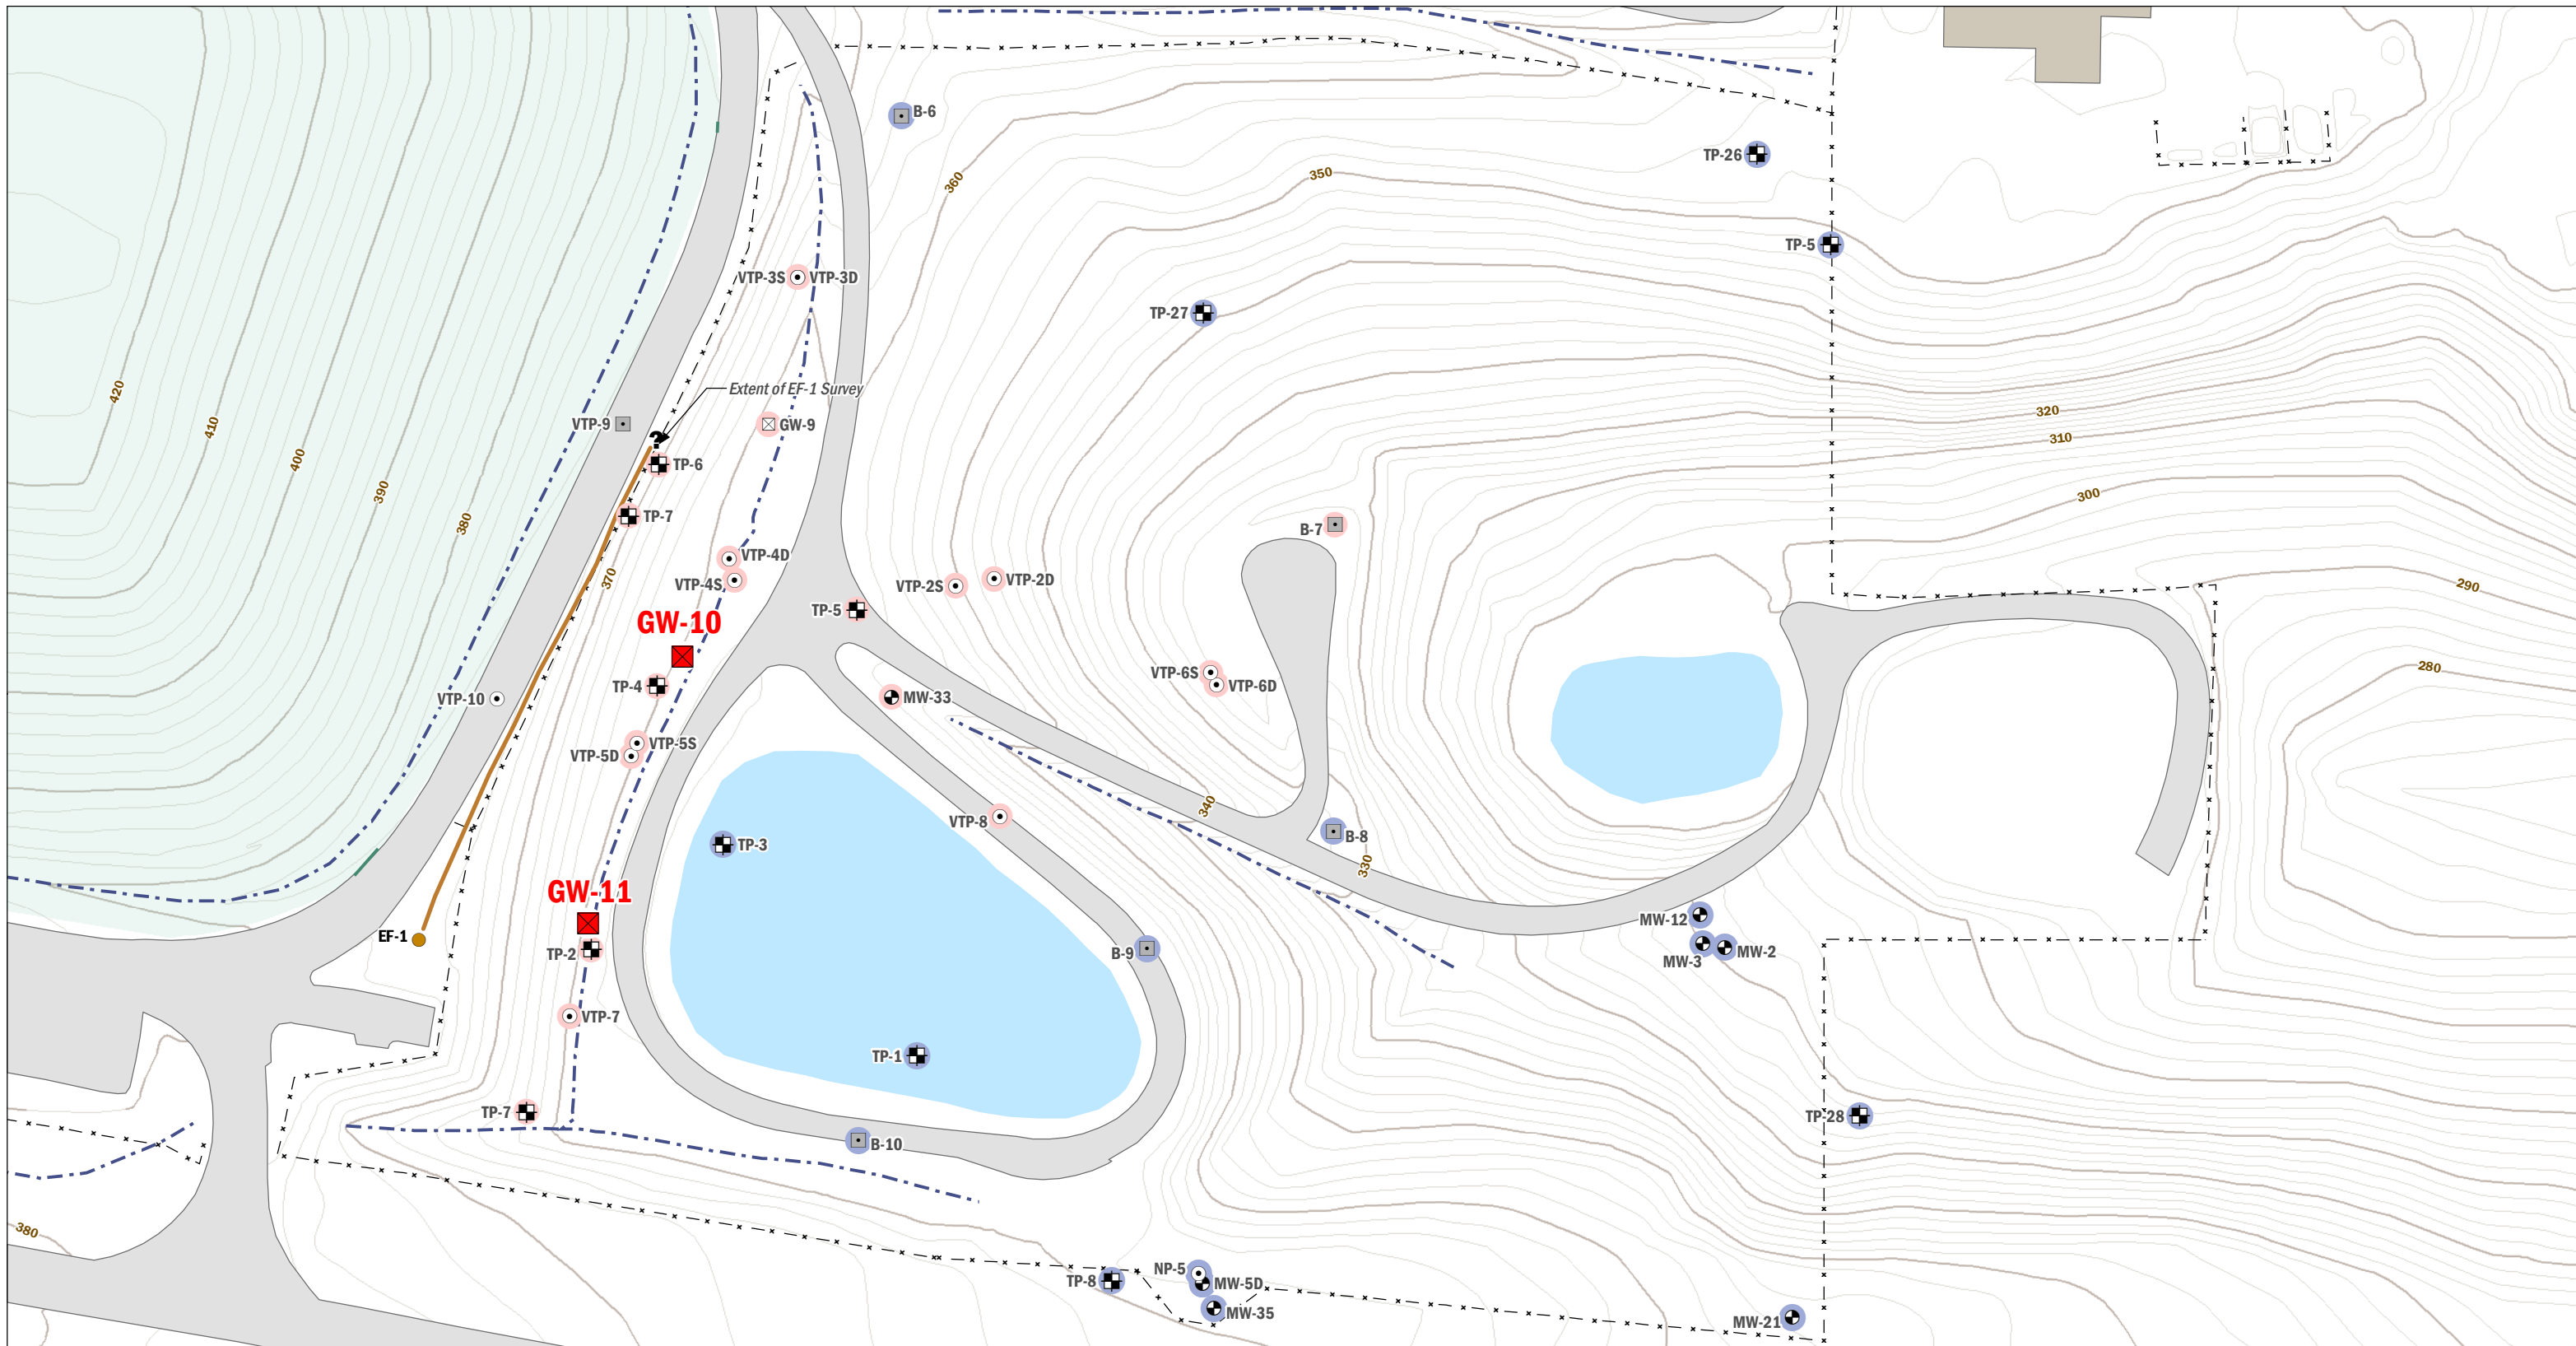 B-6
TP-26
350
360
TP-5
VTP-3S
VTP-3D
TP-27
Extent of EF-1 Survey
420
410
400
390
380
320
310
300
290
280
VTP-9
GW-9
?
TP-6
TP-7
B-7
VTP-4D
VTP-4S
370
VTP-2S
VTP-2D
TP-5
GW-10
TP-4
VTP-10
MW-33
VTP-6S
VTP-6D
VTP-5S
VTP-5D
340
VTP-8
B-8
330
TP-3
GW-11
EF-1
TP-2
B-9
MW-12
MW-3
MW-2
VTP-7
TP-1
TP-7
B-10
TP-28
380
NP-5
TP-8
MW-5D
MW-35
MW-21